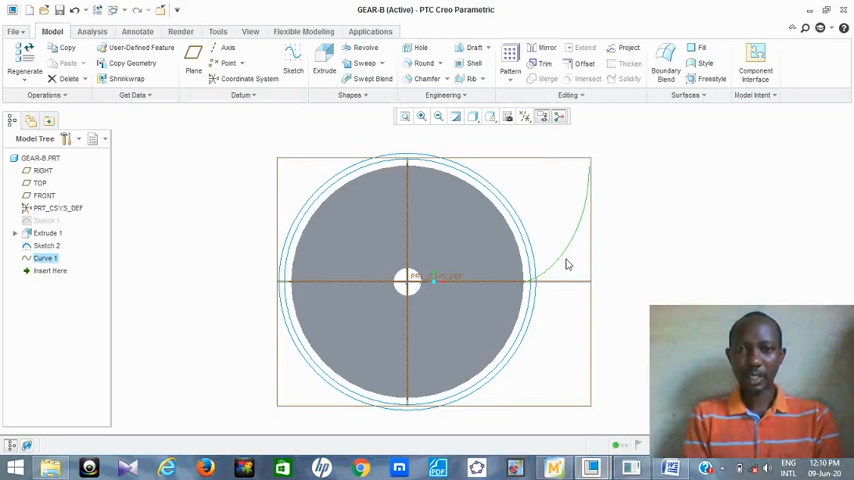 GEAR-B (Active) - PTC Creo Parametric
File Model Analysis Annotate Render Tools View Flexible Modeling Applications
Regenerate Copy Paste Delete User-Defined Feature Copy Geometry Shrinkwrap Plane Axis Point Coordinate System Sketch Extrude Revolve Sweep Swept Blend Hole Round Chamfer Draft Shell Rib Pattern Mirror Trim Merge Extend Offset Intersect Project Thicken Solidify Boundary Blend Fill Style Freestyle Component Interface
Operations Get Data Datum Shapes Engineering Editing Surfaces Model Intent
Model Tree
GEAR-B.PRT
RIGHT
TOP
FRONT
PRT_CSYS_DEF
Sketch 1
Extrude 1
Sketch 2
Curve 1
Insert Here
PRT_CSYS_DEF
ENG
INTL
12:10 PM
09-Jun-20